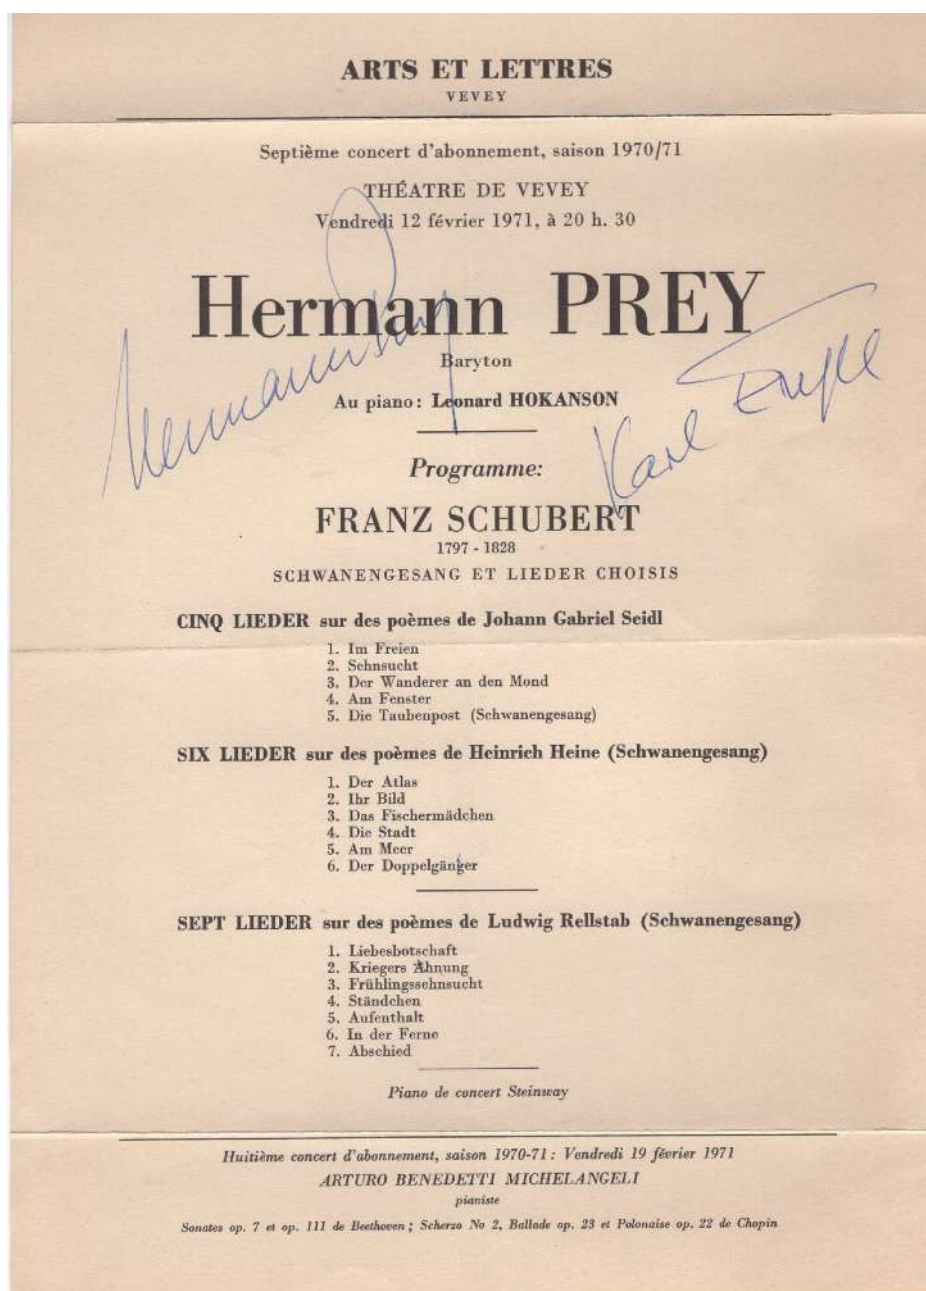 ARTS ET LETTRES
VEVEY
Septième concert d'abonnement, saison 1970/71
THÉATRE DE VEVEY
Vendredi 12 février 1971, à 20 h. 30
Hermann PREY
Baryton
Au piano: Leonard HOKANSON
Hermann Prey
Karl Engel
Programme:
FRANZ SCHUBERT
1797 - 1828
SCHWANENGESANG ET LIEDER CHOISIS
CINQ LIEDER sur des poèmes de Johann Gabriel Seidl
1. Im Freien
2. Sehnsucht
3. Der Wanderer an den Mond
4. Am Fenster
5. Die Taubenpost (Schwanengesang)
SIX LIEDER sur des poèmes de Heinrich Heine (Schwanengesang)
1. Der Atlas
2. Ihr Bild
3. Das Fischermädchen
4. Die Stadt
5. Am Meer
6. Der Doppelgänger
SEPT LIEDER sur des poèmes de Ludwig Rellstab (Schwanengesang)
1. Liebesbotschaft
2. Kriegers Ahnung
3. Frühlingssehnsucht
4. Ständchen
5. Aufenthalt
6. In der Ferne
7. Abschied
Piano de concert Steinway
Huitième concert d'abonnement, saison 1970-71 : Vendredi 19 février 1971
ARTURO BENEDETTI MICHELANGELI
pianiste
Sonates op. 7 et op. 111 de Beethoven ; Scherzo No 2, Ballade op. 23 et Polonaise op. 22 de Chopin